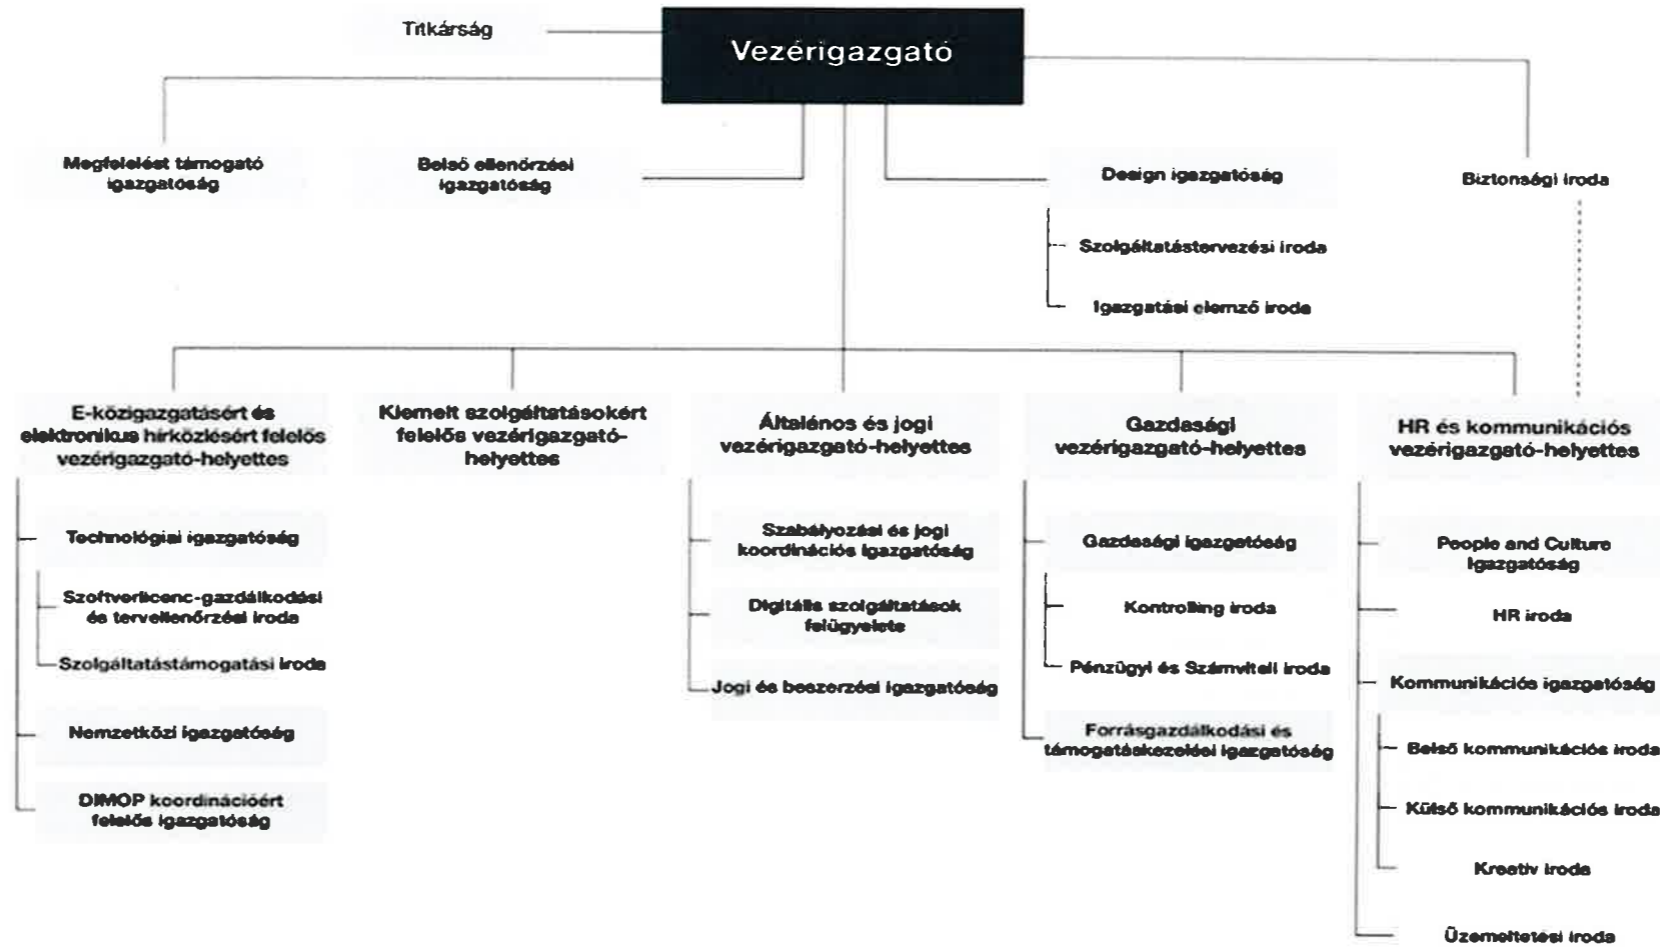 Titkárság
Vezérigazgató
Megfelelést támogató
igazgatóság
Belső ellenőrzési
igazgatóság
Design igazgatóság
Biztonsági iroda
Szolgáltatástervezési iroda
Igazgatási elemző iroda
E-közigazgatásért és
elektronikus hírközlésért felelős
vezérigazgató-helyettes
Kiemelt szolgáltatásokért
felelős vezérigazgató-
helyettes
Általános és jogi
vezérigazgató-helyettes
Gazdasági
vezérigazgató-helyettes
HR és kommunikációs
vezérigazgató-helyettes
Technológiai igazgatóság
Szoftverlicenc-gazdálkodási
és tervellenőrzési iroda
Szolgáltatástámogatási iroda
Nemzetközi igazgatóság
DIMOP koordinációért
felelős igazgatóság
Szabályozási és jogi
koordinációs igazgatóság
Digitális szolgáltatások
felügyelete
Jogi és beszerzési igazgatóság
Gazdasági igazgatóság
Kontrolling iroda
Pénzügyi és Számviteli iroda
Forrásgazdálkodási és
támogatáskezelési igazgatóság
People and Culture
Igazgatóság
HR iroda
Kommunikációs igazgatóság
Belső kommunikációs iroda
Külső kommunikációs iroda
Kreatív iroda
Üzemeltetési iroda